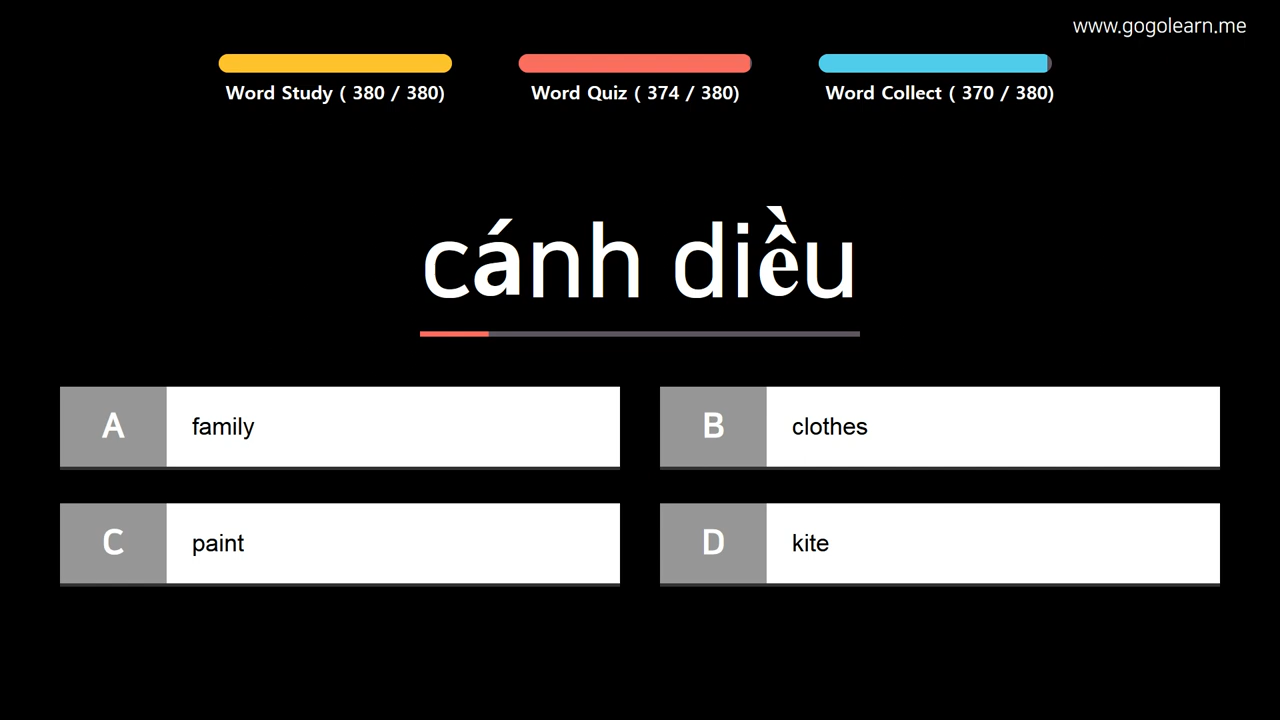 www.gogolearn.me
Word Study ( 380 / 380)
Word Quiz ( 374 / 380)
Word Collect ( 370 / 380)
cánh diều
A family
B clothes
C paint
D kite